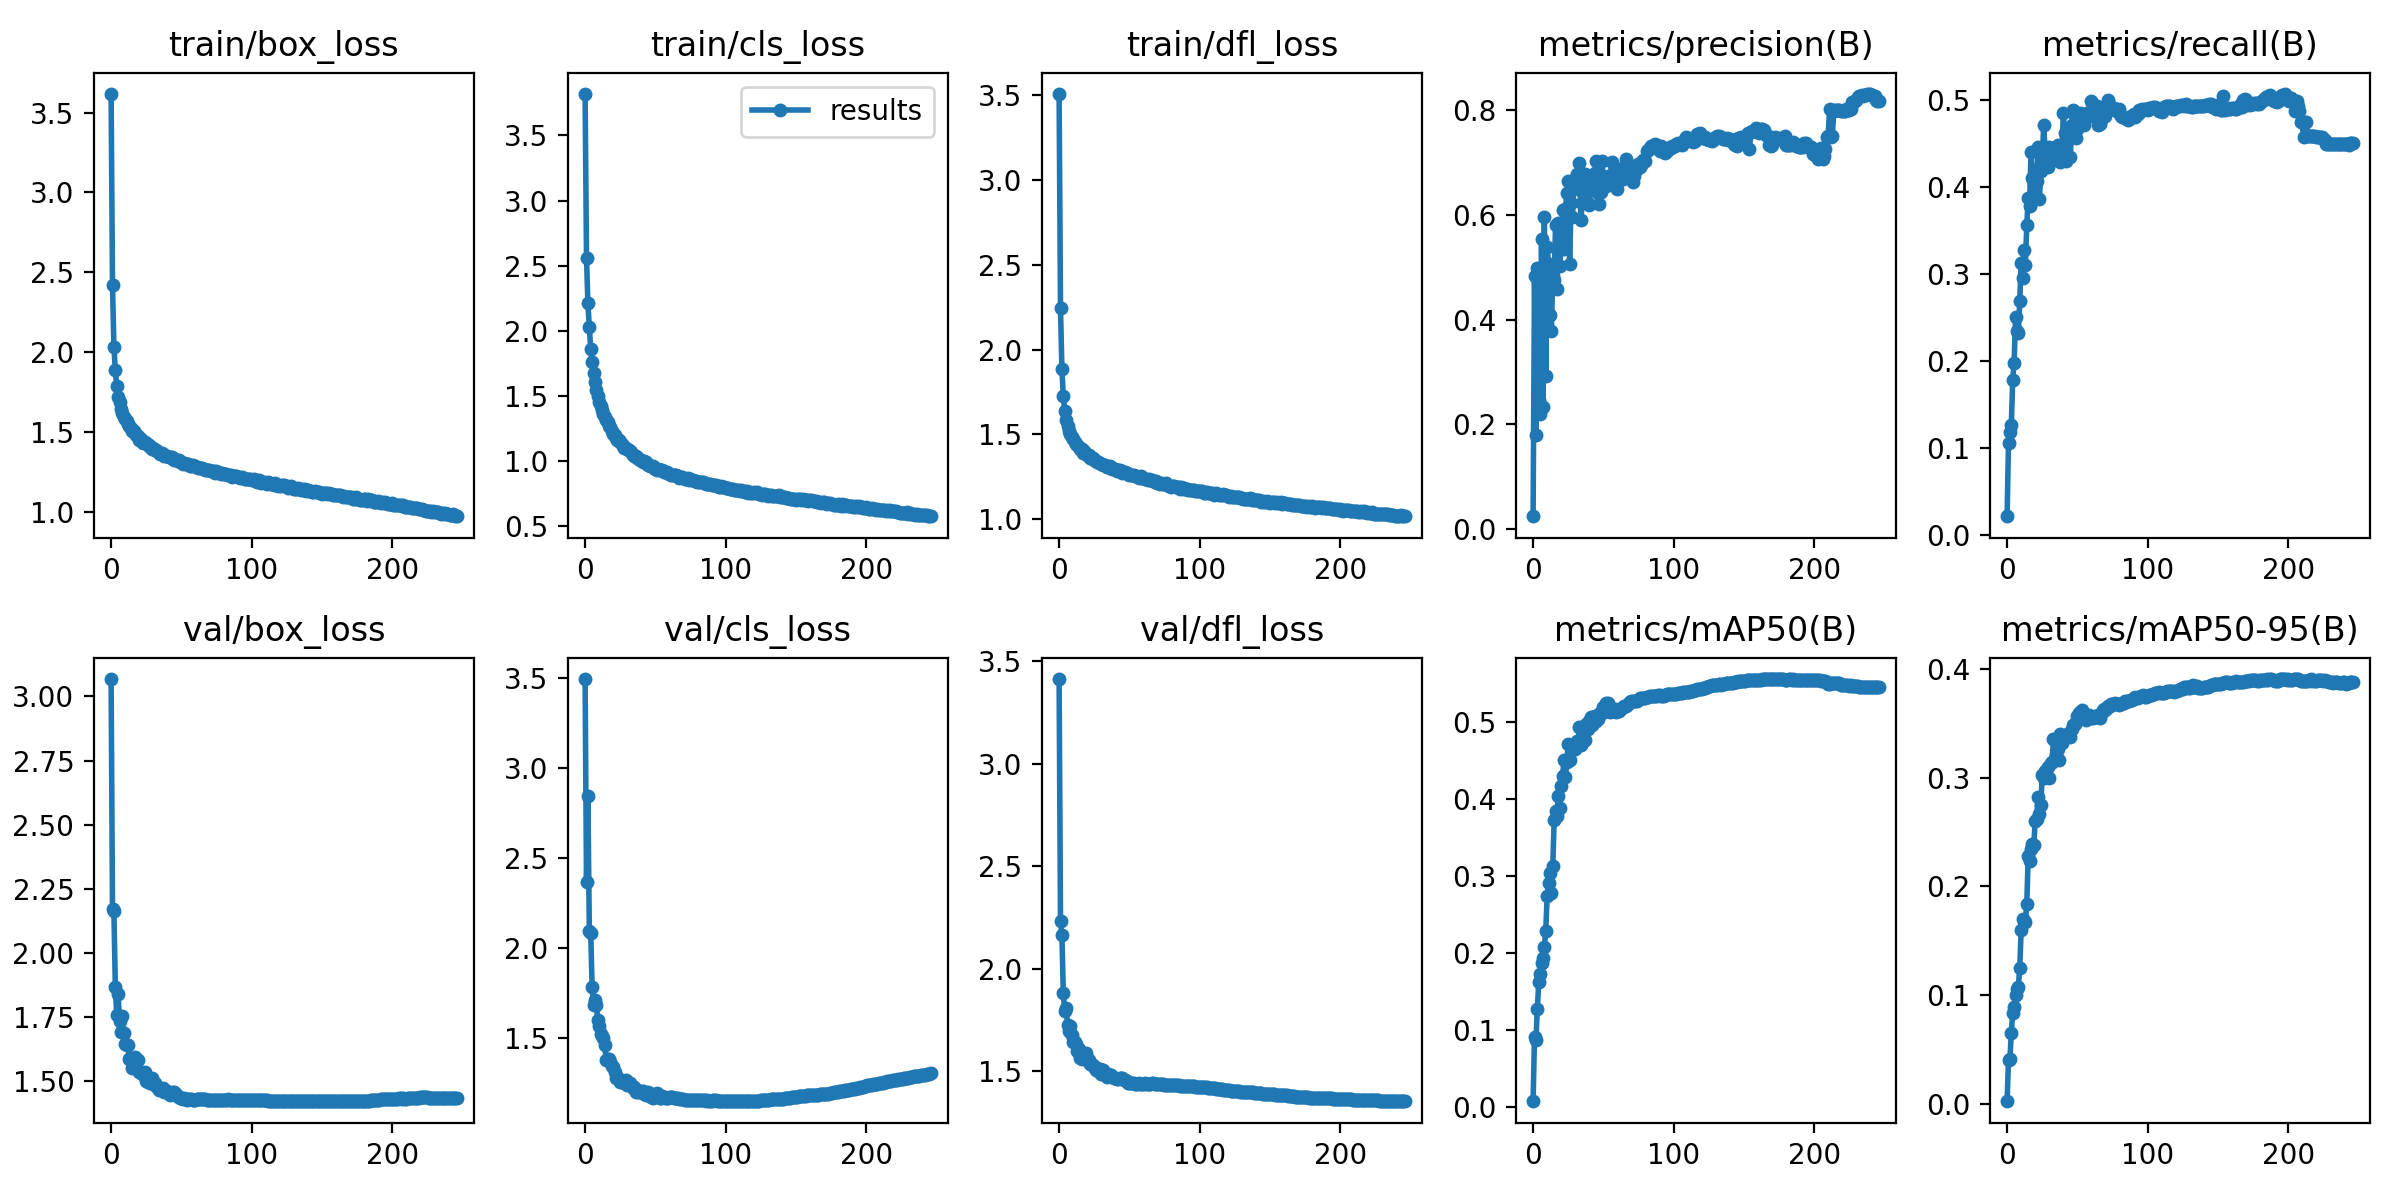 train/box_loss
train/cls_loss
train/dfl_loss
metrics/precision(B)
metrics/recall(B)
3.5
3.0
2.5
2.0
1.5
1.0
0 100 200
results
3.5
3.0
2.5
2.0
1.5
1.0
0.5
0 100 200
3.5
3.0
2.5
2.0
1.5
1.0
0 100 200
0.8
0.6
0.4
0.2
0.0
0 100 200
0.5
0.4
0.3
0.2
0.1
0.0
0 100 200
val/box_loss
val/cls_loss
val/dfl_loss
metrics/mAP50(B)
metrics/mAP50-95(B)
3.00
2.75
2.50
2.25
2.00
1.75
1.50
0 100 200
3.5
3.0
2.5
2.0
1.5
0 100 200
3.5
3.0
2.5
2.0
1.5
0 100 200
0.5
0.4
0.3
0.2
0.1
0.0
0 100 200
0.4
0.3
0.2
0.1
0.0
0 100 200